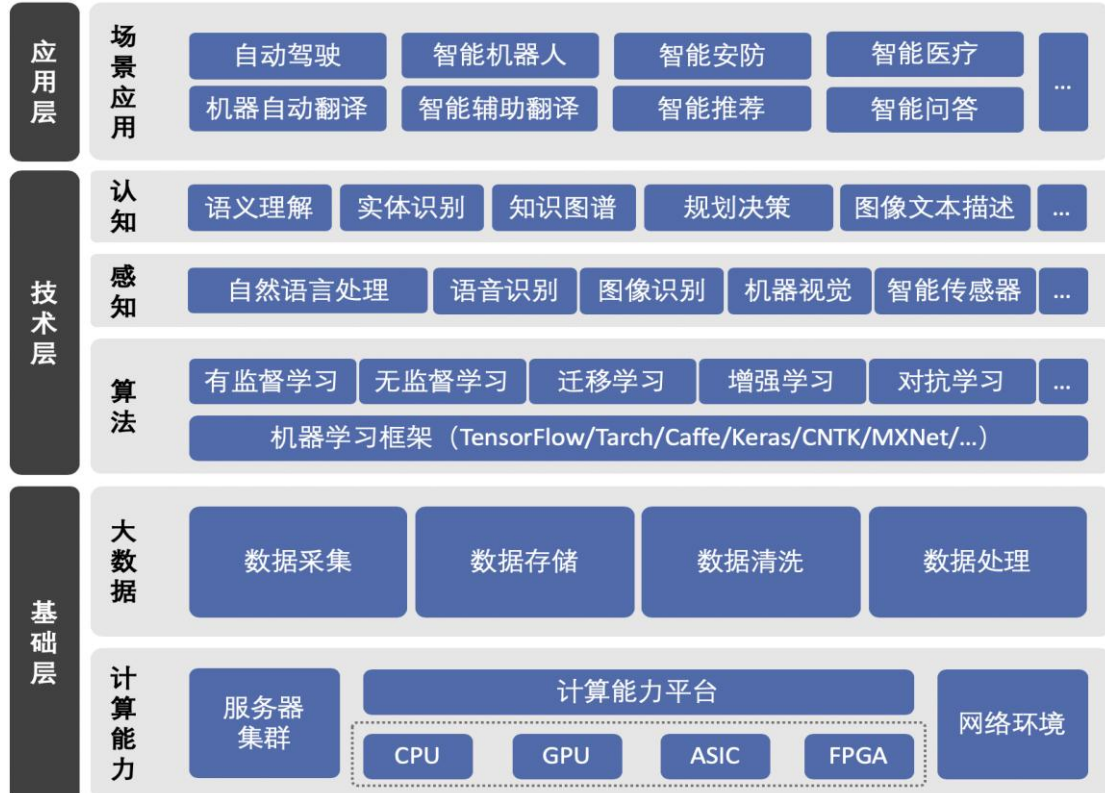 应用层
场景应用
自动驾驶
智能机器人
智能安防
智能医疗
...
机器自动翻译
智能辅助翻译
智能推荐
智能问答
技术层
认知
语义理解
实体识别
知识图谱
规划决策
图像文本描述
...
感知
自然语言处理
语音识别
图像识别
机器视觉
智能传感器
...
算法
有监督学习
无监督学习
迁移学习
增强学习
对抗学习
...
机器学习框架（TensorFlow/Tarch/Caffe/Keras/CNTK/MXNet/...）
基础层
大数据
数据采集
数据存储
数据清洗
数据处理
计算能力
服务器
集群
计算能力平台
CPU
GPU
ASIC
FPGA
网络环境